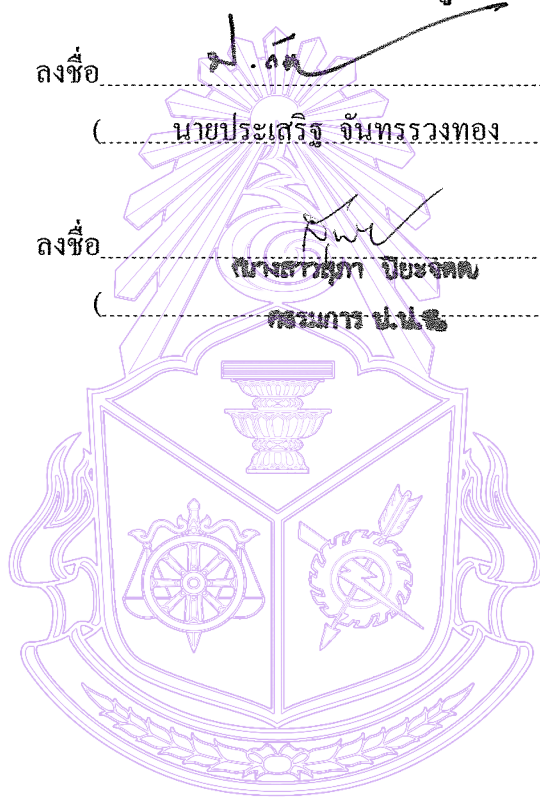 ลงชื่อ
( นายประเสริฐ จันทรรวงทอง
ลงชื่อ
นางสาวสุภา ปิยะจิตติ
( กรรมการ ป.ป.ช.